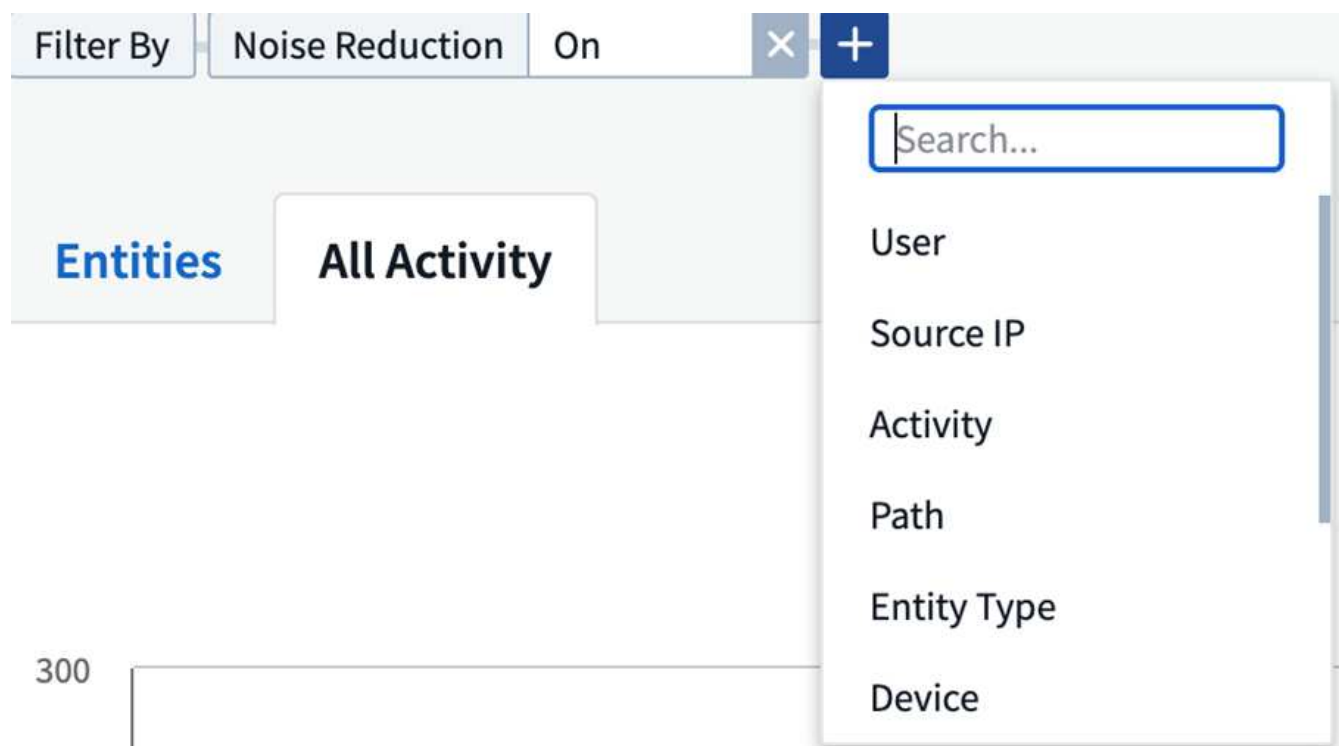 Filter By Noise Reduction On
Search...
Entities All Activity
User
Source IP
Activity
Path
Entity Type
Device
300